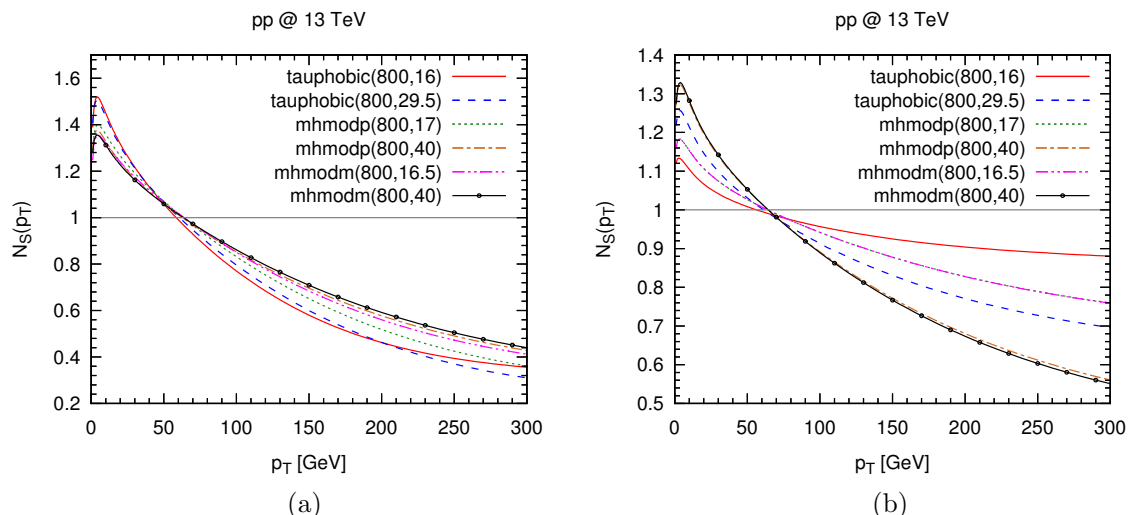 pp @ 13 TeV
N_S(p_T)
1.6
1.4
1.2
1
0.8
0.6
0.4
0.2
tauphobic(800,16)
tauphobic(800,29.5)
mhmodp(800,17)
mhmodp(800,40)
mhmodm(800,16.5)
mhmodm(800,40)
0 50 100 150 200 250 300
p_T [GeV]
(a)
pp @ 13 TeV
N_S(p_T)
1.4
1.3
1.2
1.1
1
0.9
0.8
0.7
0.6
0.5
tauphobic(800,16)
tauphobic(800,29.5)
mhmodp(800,17)
mhmodp(800,40)
mhmodm(800,16.5)
mhmodm(800,40)
0 50 100 150 200 250 300
p_T [GeV]
(b)